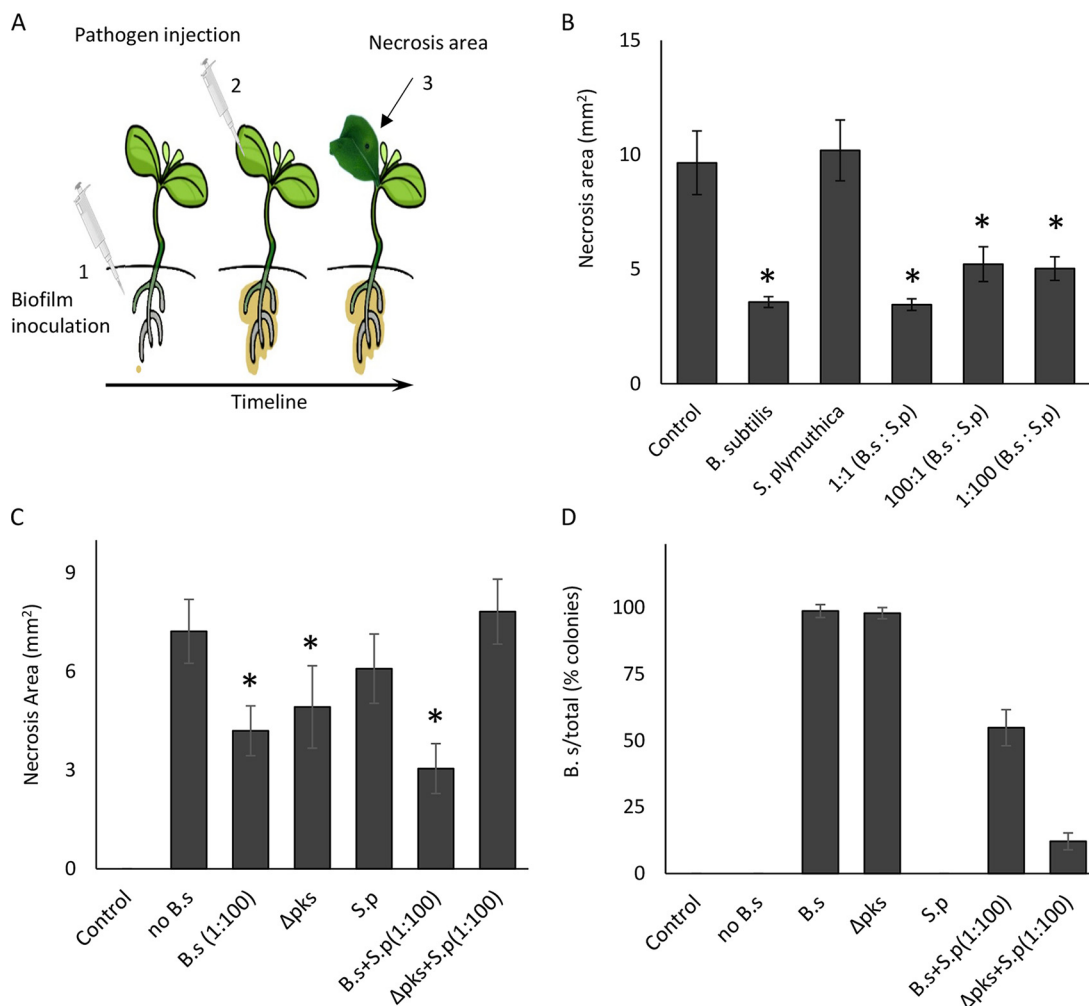 A
Pathogen injection
2
Necrosis area
3
1
Biofilm
inoculation
Timeline
B
Necrosis area (mm²)
15
10
5
0
*
*
*
*
Control
B. subtilis
S. plymuthica
1:1 (B.s : S.p)
100:1 (B.s : S.p)
1:100 (B.s : S.p)
C
Necrosis Area (mm²)
9
6
3
0
*
*
*
Control
no B.s
B.s (1:100)
Δpks
S.p
B.s+S.p(1:100)
Δpks+S.p(1:100)
D
B. s/total (% colonies)
100
75
50
25
0
Control
no B.s
B.s
Δpks
S.p
B.s+S.p(1:100)
Δpks+S.p(1:100)